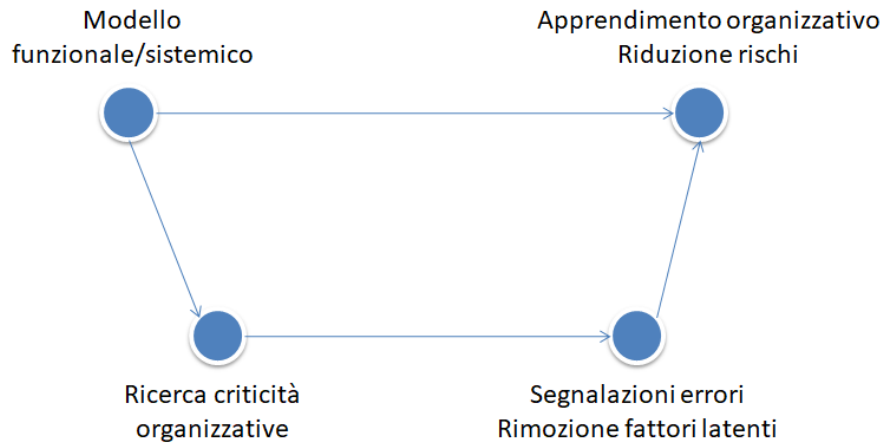 Modello
funzionale/sistemico
Apprendimento organizzativo
Riduzione rischi
Ricerca criticità
organizzative
Segnalazioni errori
Rimozione fattori latenti